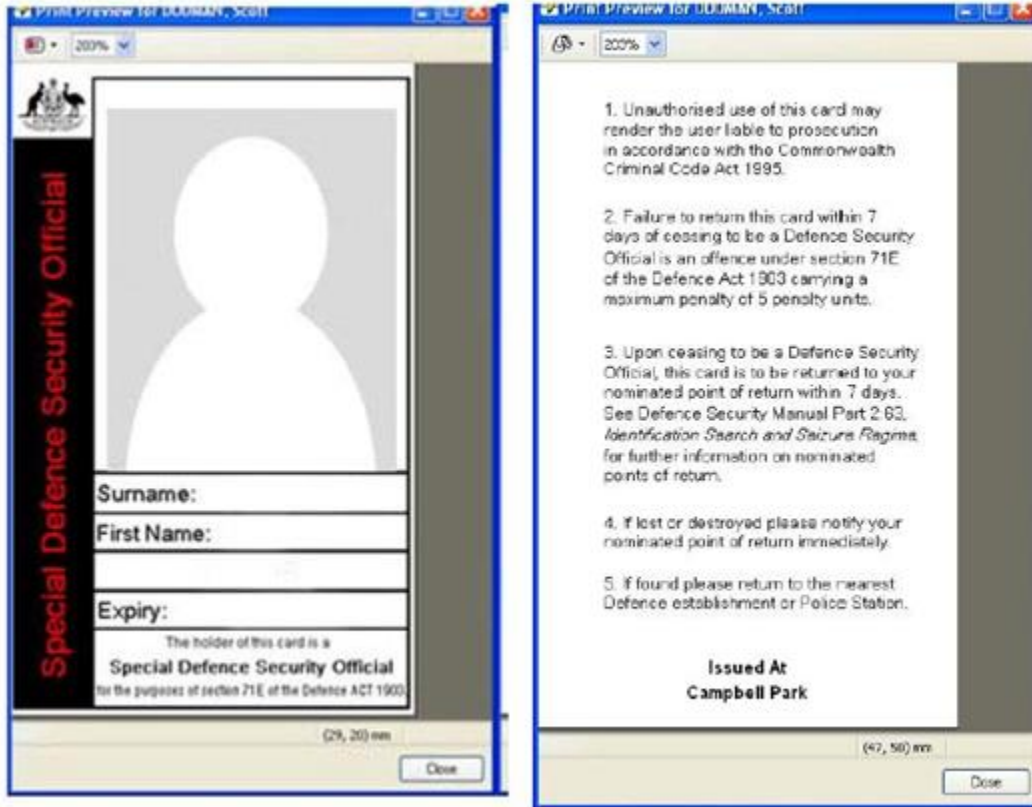 Print Preview for DODMAN, Scott
200%
Special Defence Security Official
Surname:
First Name:
Expiry:
The holder of this card is a
Special Defence Security Official
for the purposes of section 71E of the Defence ACT 1903.
(29, 20) mm
Close
Print Preview for DODMAN, Scott
200%
1. Unauthorised use of this card may
render the user liable to prosecution
in accordance with the Commonwealth
Criminal Code Act 1995.
2. Failure to return this card within 7
days of ceasing to be a Defence Security
Official is an offence under section 71E
of the Defence Act 1903 carrying a
maximum penalty of 5 penalty units.
3. Upon ceasing to be a Defence Security
Official, this card is to be returned to your
nominated point of return within 7 days.
See Defence Security Manual Part 2:63,
Identification Search and Seizure Regime,
for further information on nominated
points of return.
4. If lost or destroyed please notify your
nominated point of return immediately.
5. If found please return to the nearest
Defence establishment or Police Station.
Issued At
Campbell Park
(47, 50) mm
Close